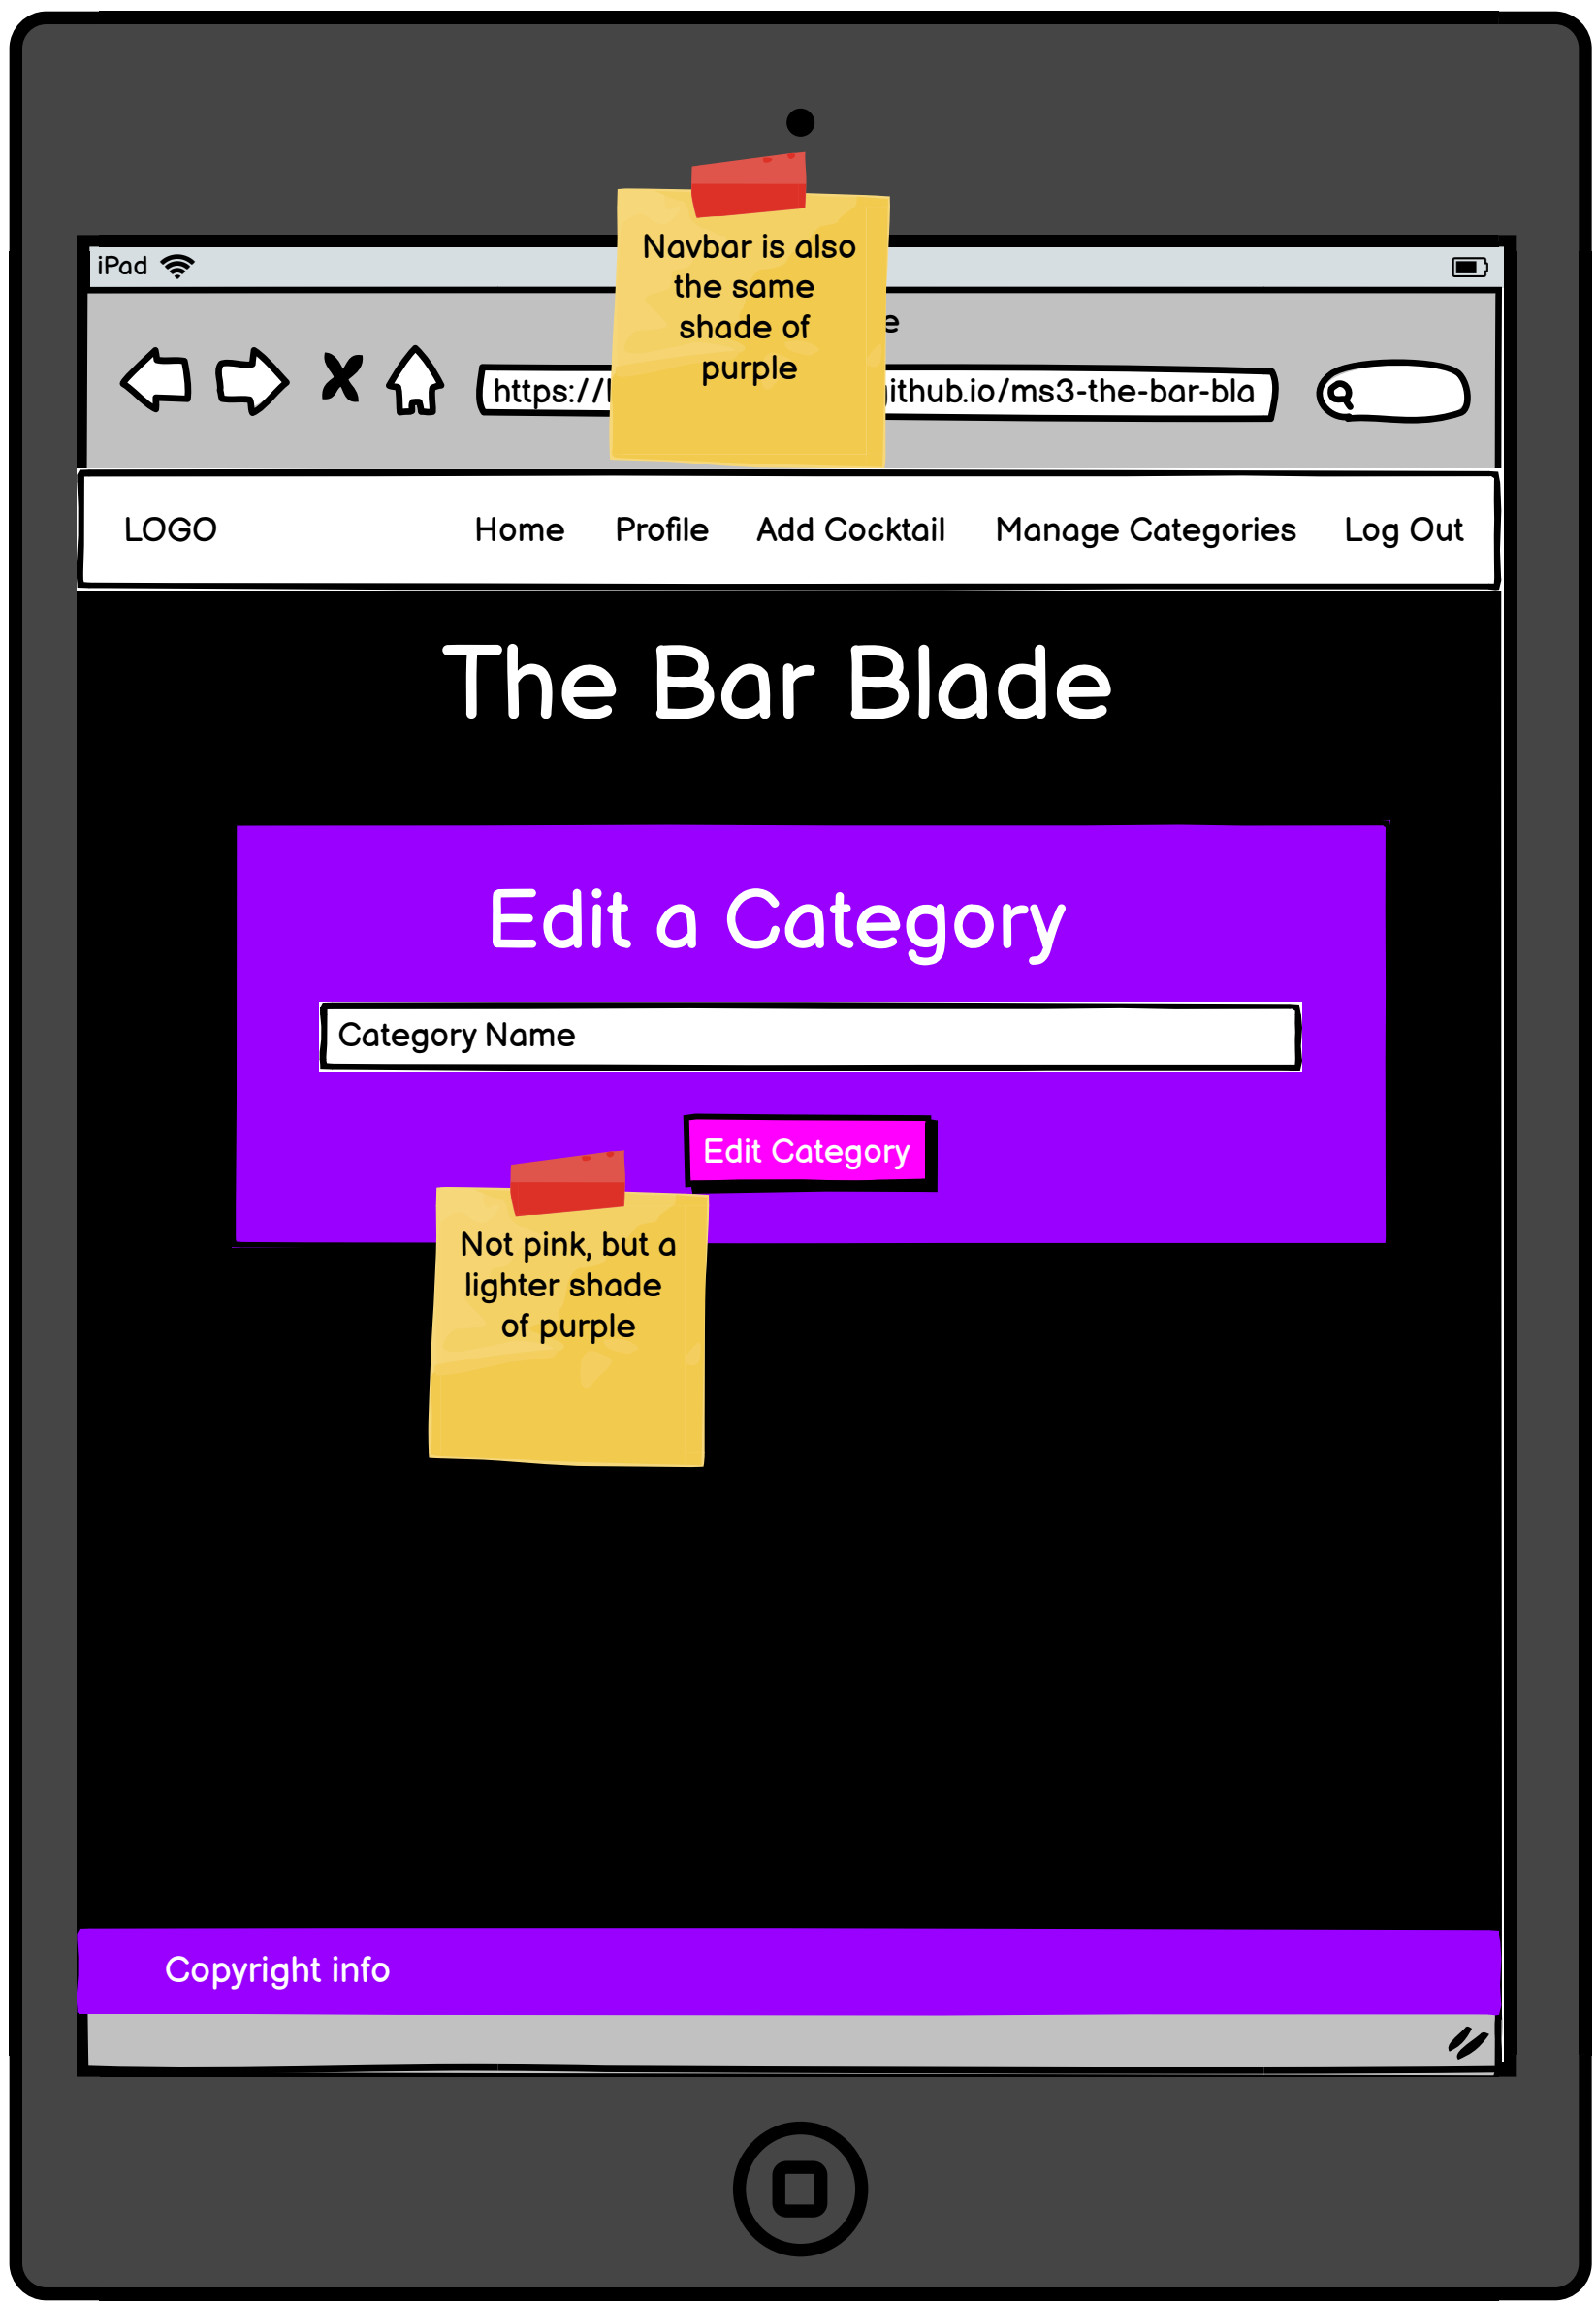 Navbar is also
the same
shade of
purple
iPad
e
https:// github.io/ms3-the-bar-bla
LOGO Home Profile Add Cocktail Manage Categories Log Out
The Bar Blade
Edit a Category
Category Name
Edit Category
Not pink, but a
lighter shade
of purple
Copyright info